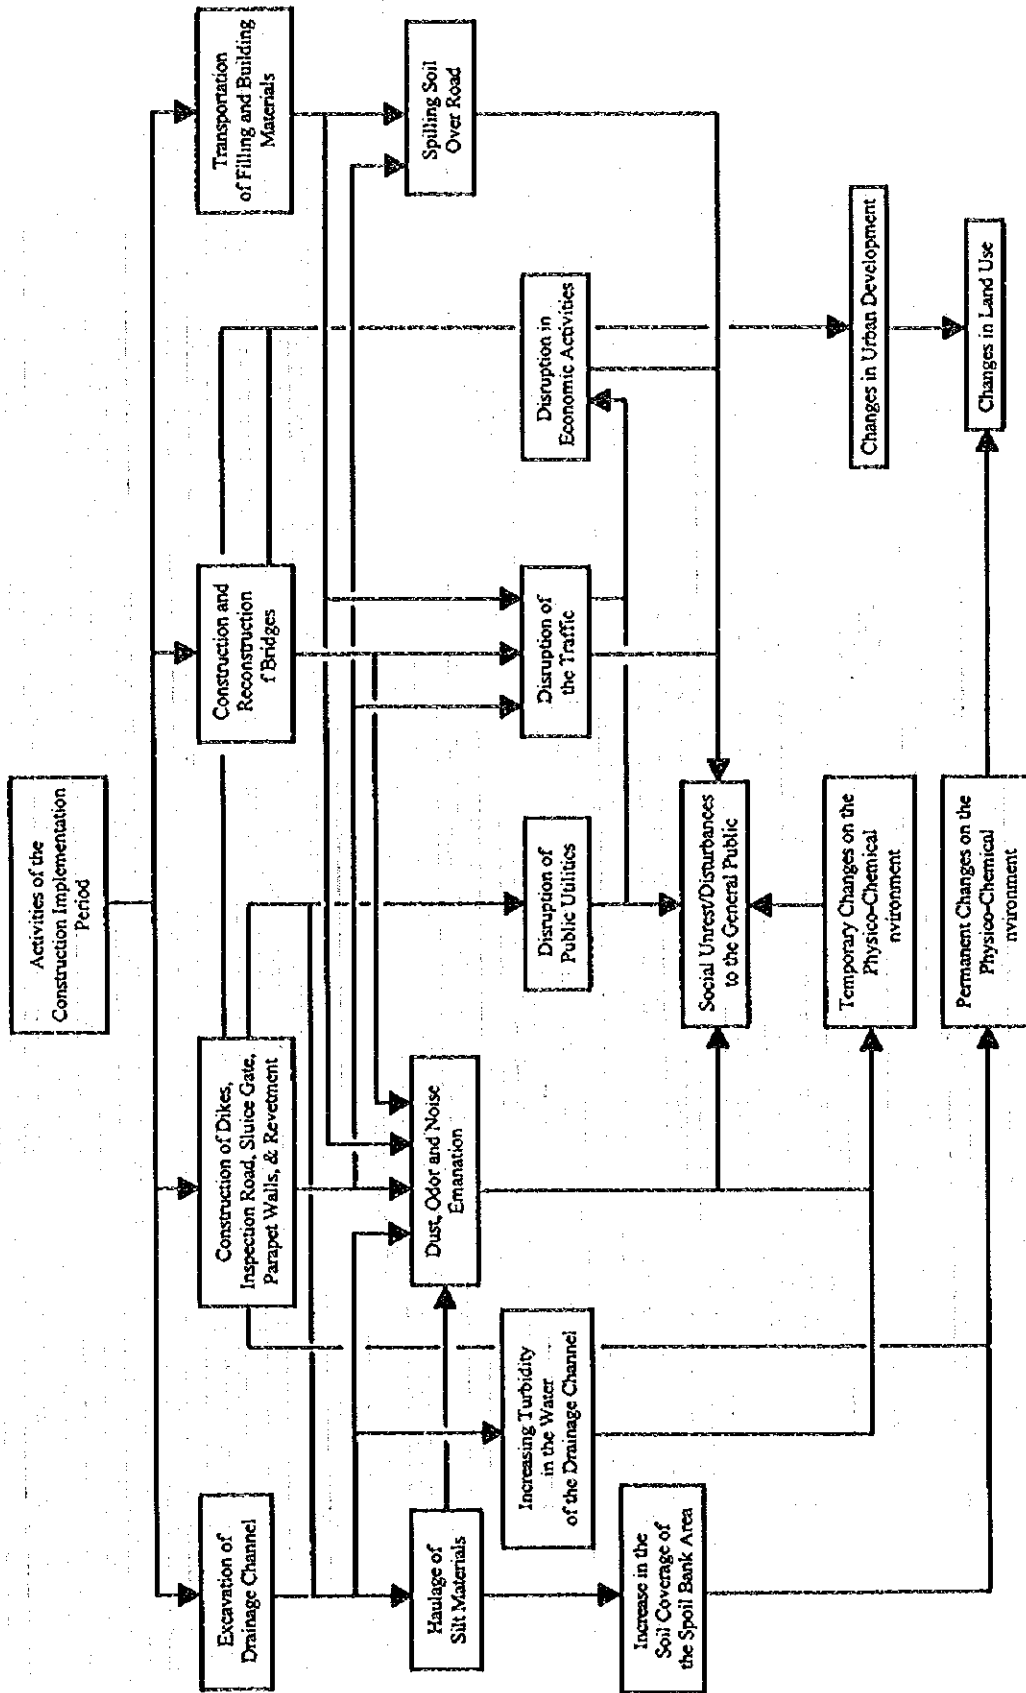 Activities of the
Construction Implementation
Period
Excavation of
Drainage Channel
Construction of Dikes,
Inspection Road, Sluice Gate,
Parapet Walls, & Revetment
Construction and
Reconstruction
f Bridges
Transportation
of Filling and Building
Materials
Haulage of
Silt Materials
Dust, Odor and Noise
Emanation
Spilling Soil
Over Road
Increasing Turbidity
in the Water
of the Drainage Channel
Disruption of
Public Utilities
Disruption of
the Traffic
Disruption in
Economic Activities
Increase in the
Soil Coverage of
the Spoil Bank Area
Social Unrest/Disturbances
to the General Public
Temporary Changes on the
Physico-Chemical
nvironment
Changes in Urban Development
Permanent Changes on the
Physico-Chemical
nvironment
Changes in Land Use